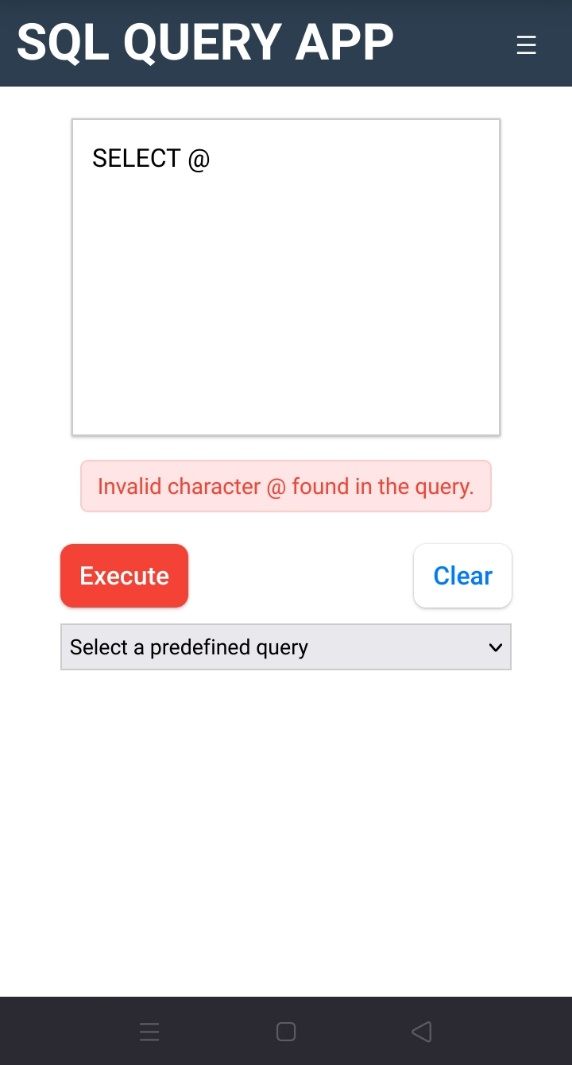 SQL QUERY APP
SELECT @
Invalid character @ found in the query.
Execute
Clear
Select a predefined query